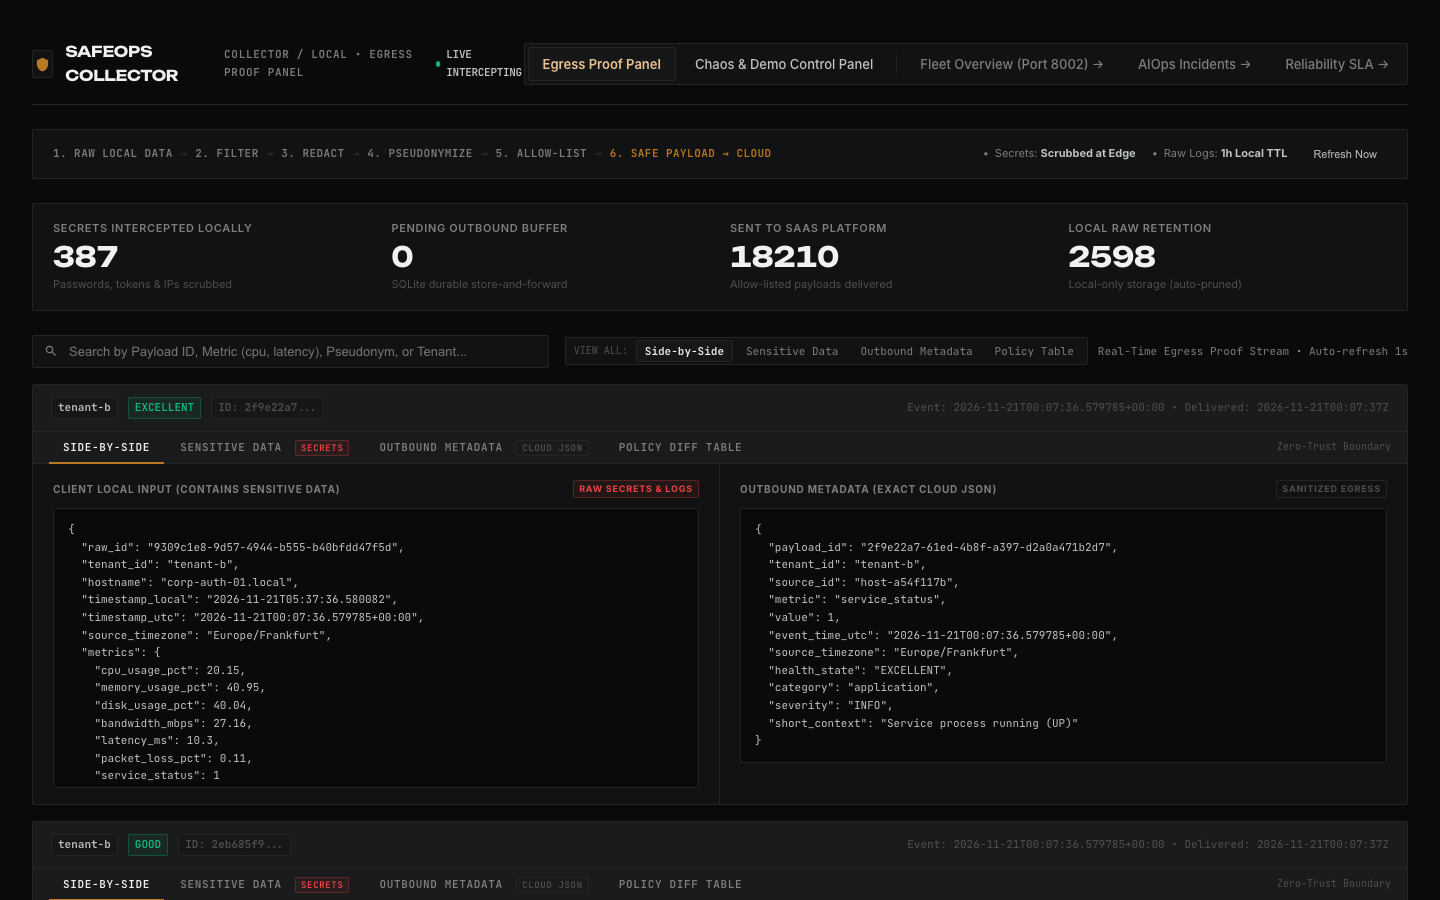 SAFEOPS
COLLECTOR
COLLECTOR / LOCAL • EGRESS
PROOF PANEL
LIVE
INTERCEPTING
Egress Proof Panel
Chaos & Demo Control Panel
Fleet Overview (Port 8002) →
AIOps Incidents →
Reliability SLA →
1. RAW LOCAL DATA → 2. FILTER → 3. REDACT → 4. PSEUDONYMIZE → 5. ALLOW-LIST → 6. SAFE PAYLOAD → CLOUD
• Secrets: Scrubbed at Edge • Raw Logs: 1h Local TTL Refresh Now
SECRETS INTERCEPTED LOCALLY
387
Passwords, tokens & IPs scrubbed
PENDING OUTBOUND BUFFER
0
SQLite durable store-and-forward
SENT TO SAAS PLATFORM
18210
Allow-listed payloads delivered
LOCAL RAW RETENTION
2598
Local-only storage (auto-pruned)
Search by Payload ID, Metric (cpu, latency), Pseudonym, or Tenant...
VIEW ALL: Side-by-Side Sensitive Data Outbound Metadata Policy Table
Real-Time Egress Proof Stream • Auto-refresh 1s
tenant-b EXCELLENT ID: 2f9e22a7...
Event: 2026-11-21T00:07:36.579785+00:00 • Delivered: 2026-11-21T00:07:37Z
SIDE-BY-SIDE SENSITIVE DATA SECRETS OUTBOUND METADATA CLOUD JSON POLICY DIFF TABLE
Zero-Trust Boundary
CLIENT LOCAL INPUT (CONTAINS SENSITIVE DATA)
RAW SECRETS & LOGS
{
"raw_id": "9309c1e8-9d57-4944-b555-b40bfdd47f5d",
"tenant_id": "tenant-b",
"hostname": "corp-auth-01.local",
"timestamp_local": "2026-11-21T05:37:36.580082",
"timestamp_utc": "2026-11-21T00:07:36.579785+00:00",
"source_timezone": "Europe/Frankfurt",
"metrics": {
"cpu_usage_pct": 20.15,
"memory_usage_pct": 40.95,
"disk_usage_pct": 40.04,
"bandwidth_mbps": 27.16,
"latency_ms": 10.3,
"packet_loss_pct": 0.11,
"service_status": 1
OUTBOUND METADATA (EXACT CLOUD JSON)
SANITIZED EGRESS
{
"payload_id": "2f9e22a7-61ed-4b8f-a397-d2a0a471b2d7",
"tenant_id": "tenant-b",
"source_id": "host-a54f117b",
"metric": "service_status",
"value": 1,
"event_time_utc": "2026-11-21T00:07:36.579785+00:00",
"source_timezone": "Europe/Frankfurt",
"health_state": "EXCELLENT",
"category": "application",
"severity": "INFO",
"short_context": "Service process running (UP)"
}
tenant-b GOOD ID: 2eb685f9...
Event: 2026-11-21T00:07:36.579785+00:00 • Delivered: 2026-11-21T00:07:37Z
SIDE-BY-SIDE SENSITIVE DATA SECRETS OUTBOUND METADATA CLOUD JSON POLICY DIFF TABLE
Zero-Trust Boundary